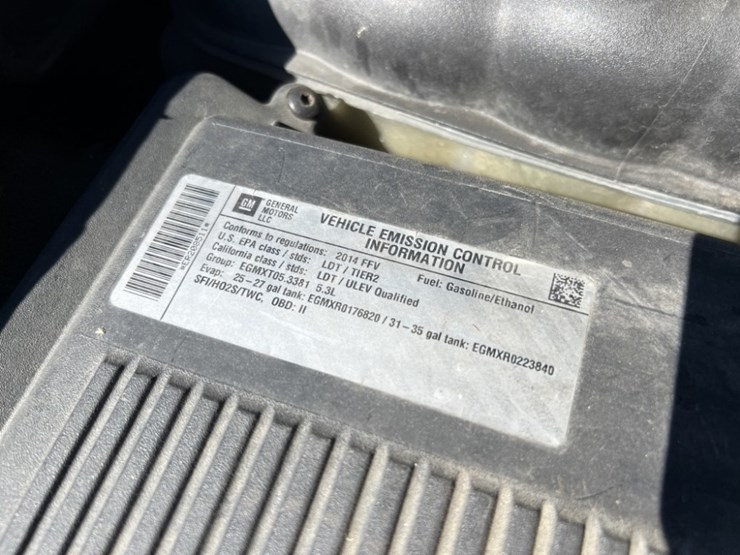 GM
GENERAL
MOTORS
LLC
VEHICLE EMISSION CONTROL
INFORMATION
Conforms to regulations: 2014 FFV
Fuel: Gasoline/Ethanol
U.S. EPA class / stds: LDT / TIER2
California class / stds: LDT / ULEV Qualified
Group: EGMXT05.3381 5.3L
Evap: 25-27 gal tank: EGMXR0176820 / 31-35 gal tank: EGMXR0223840
SFI/HO2S/TWC, OBD: II